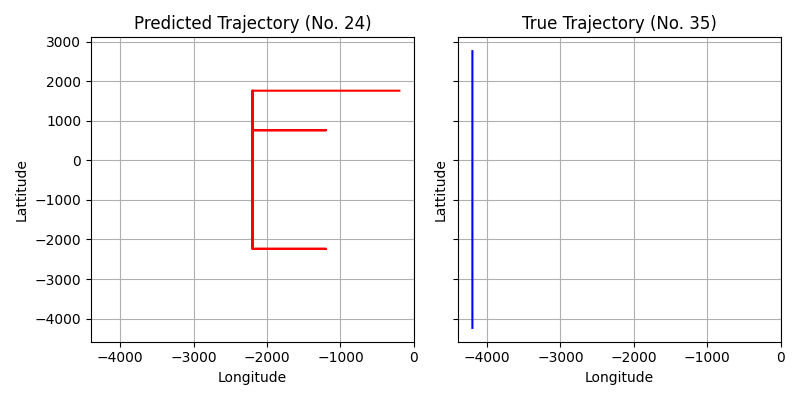 Predicted Trajectory (No. 24)
True Trajectory (No. 35)
3000
2000
1000
0
−1000
−2000
−3000
−4000
Lattitude
Lattitude
−4000 −3000 −2000 −1000 0
−4000 −3000 −2000 −1000 0
Longitude
Longitude